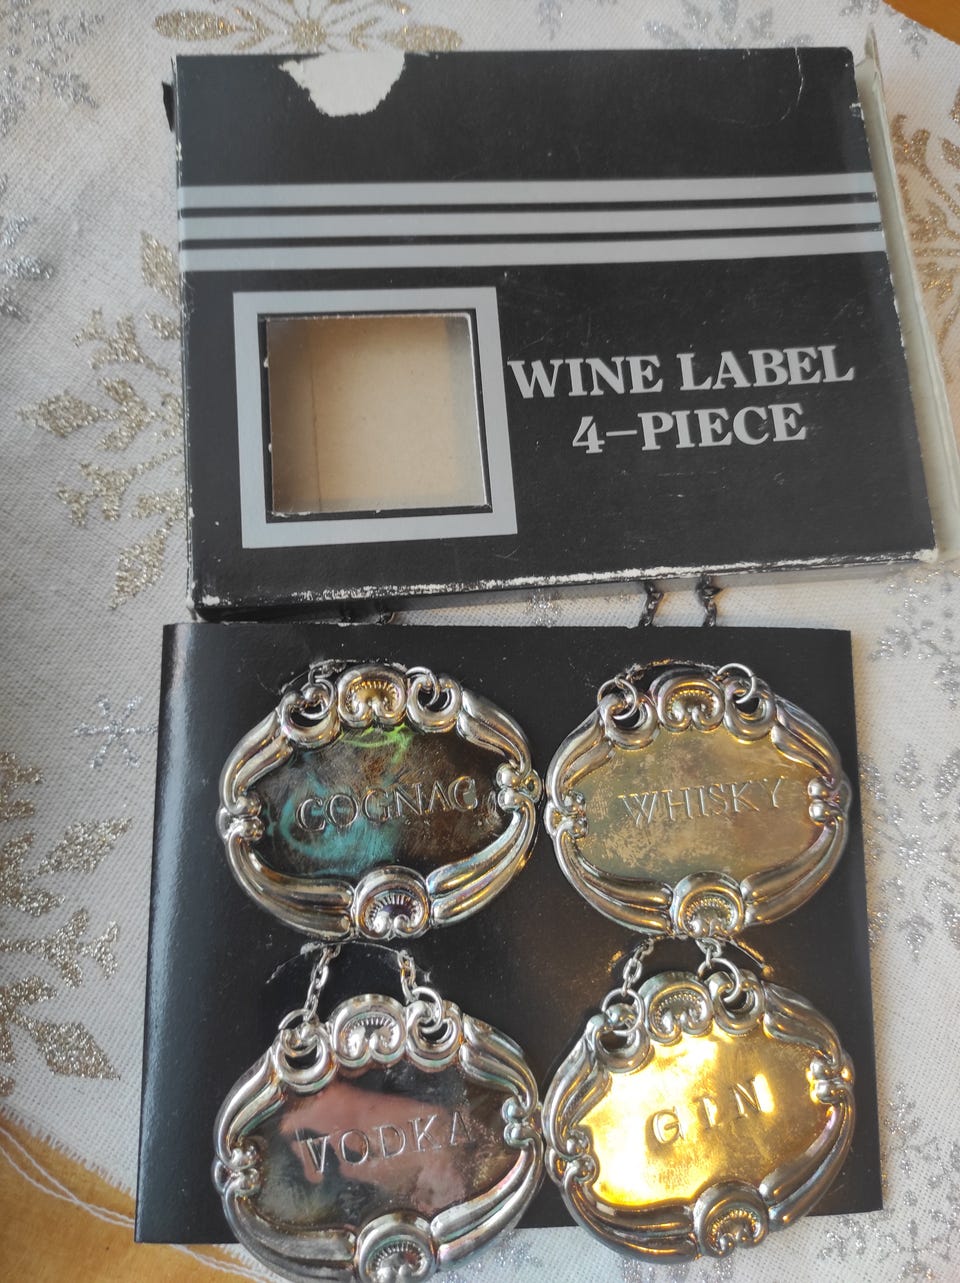 WINE LABEL
4-PIECE
COGNAC
WHISKY
VODKA
GIN